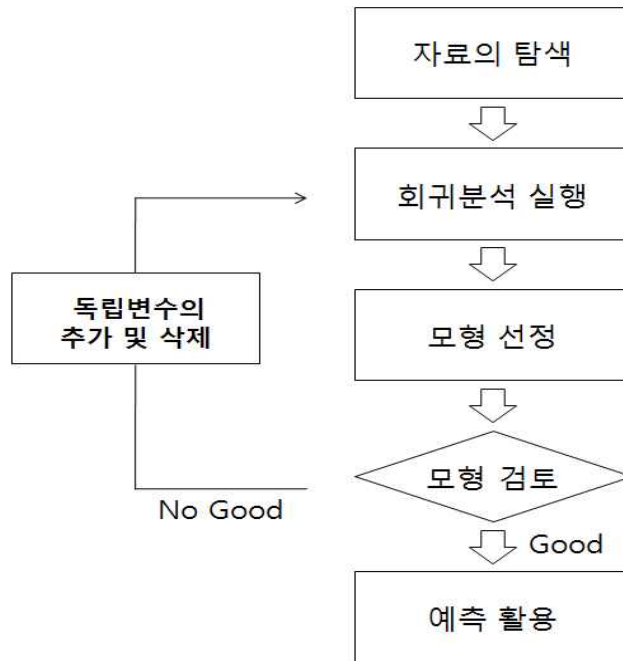 자료의 탐색
회귀분석 실행
독립변수의
추가 및 삭제
모형 선정
모형 검토
No Good
Good
예측 활용